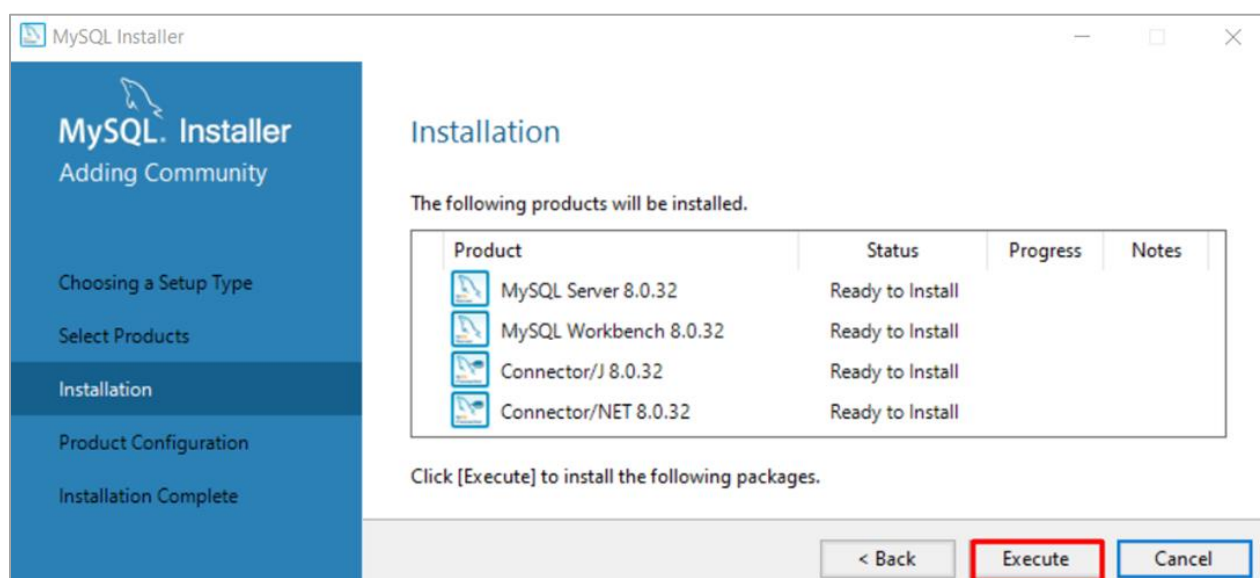 MySQL Installer
MySQL. Installer
Adding Community
Choosing a Setup Type
Select Products
Installation
Product Configuration
Installation Complete
Installation
The following products will be installed.
Product Status Progress Notes
MySQL Server 8.0.32 Ready to Install
MySQL Workbench 8.0.32 Ready to Install
Connector/J 8.0.32 Ready to Install
Connector/NET 8.0.32 Ready to Install
Click [Execute] to install the following packages.
< Back Execute Cancel